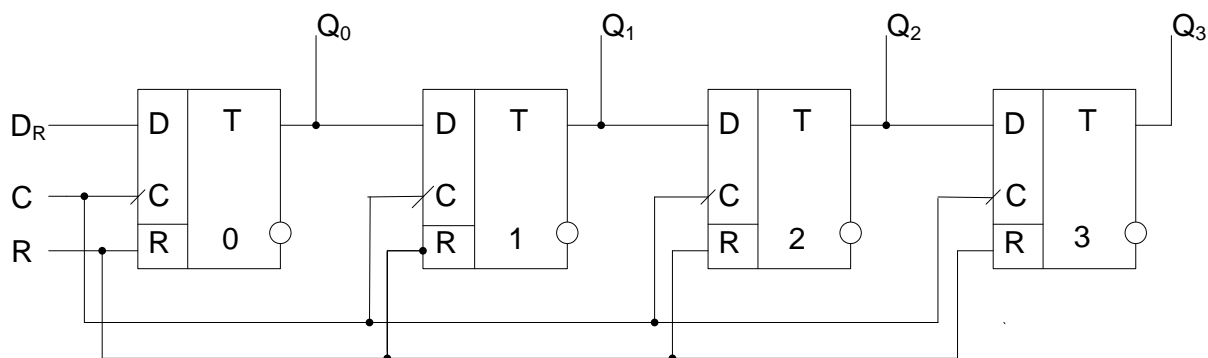 Q0 Q1 Q2 Q3
DR D T D T D T D T
C C C C C
R R 0 R 1 R 2 R 3